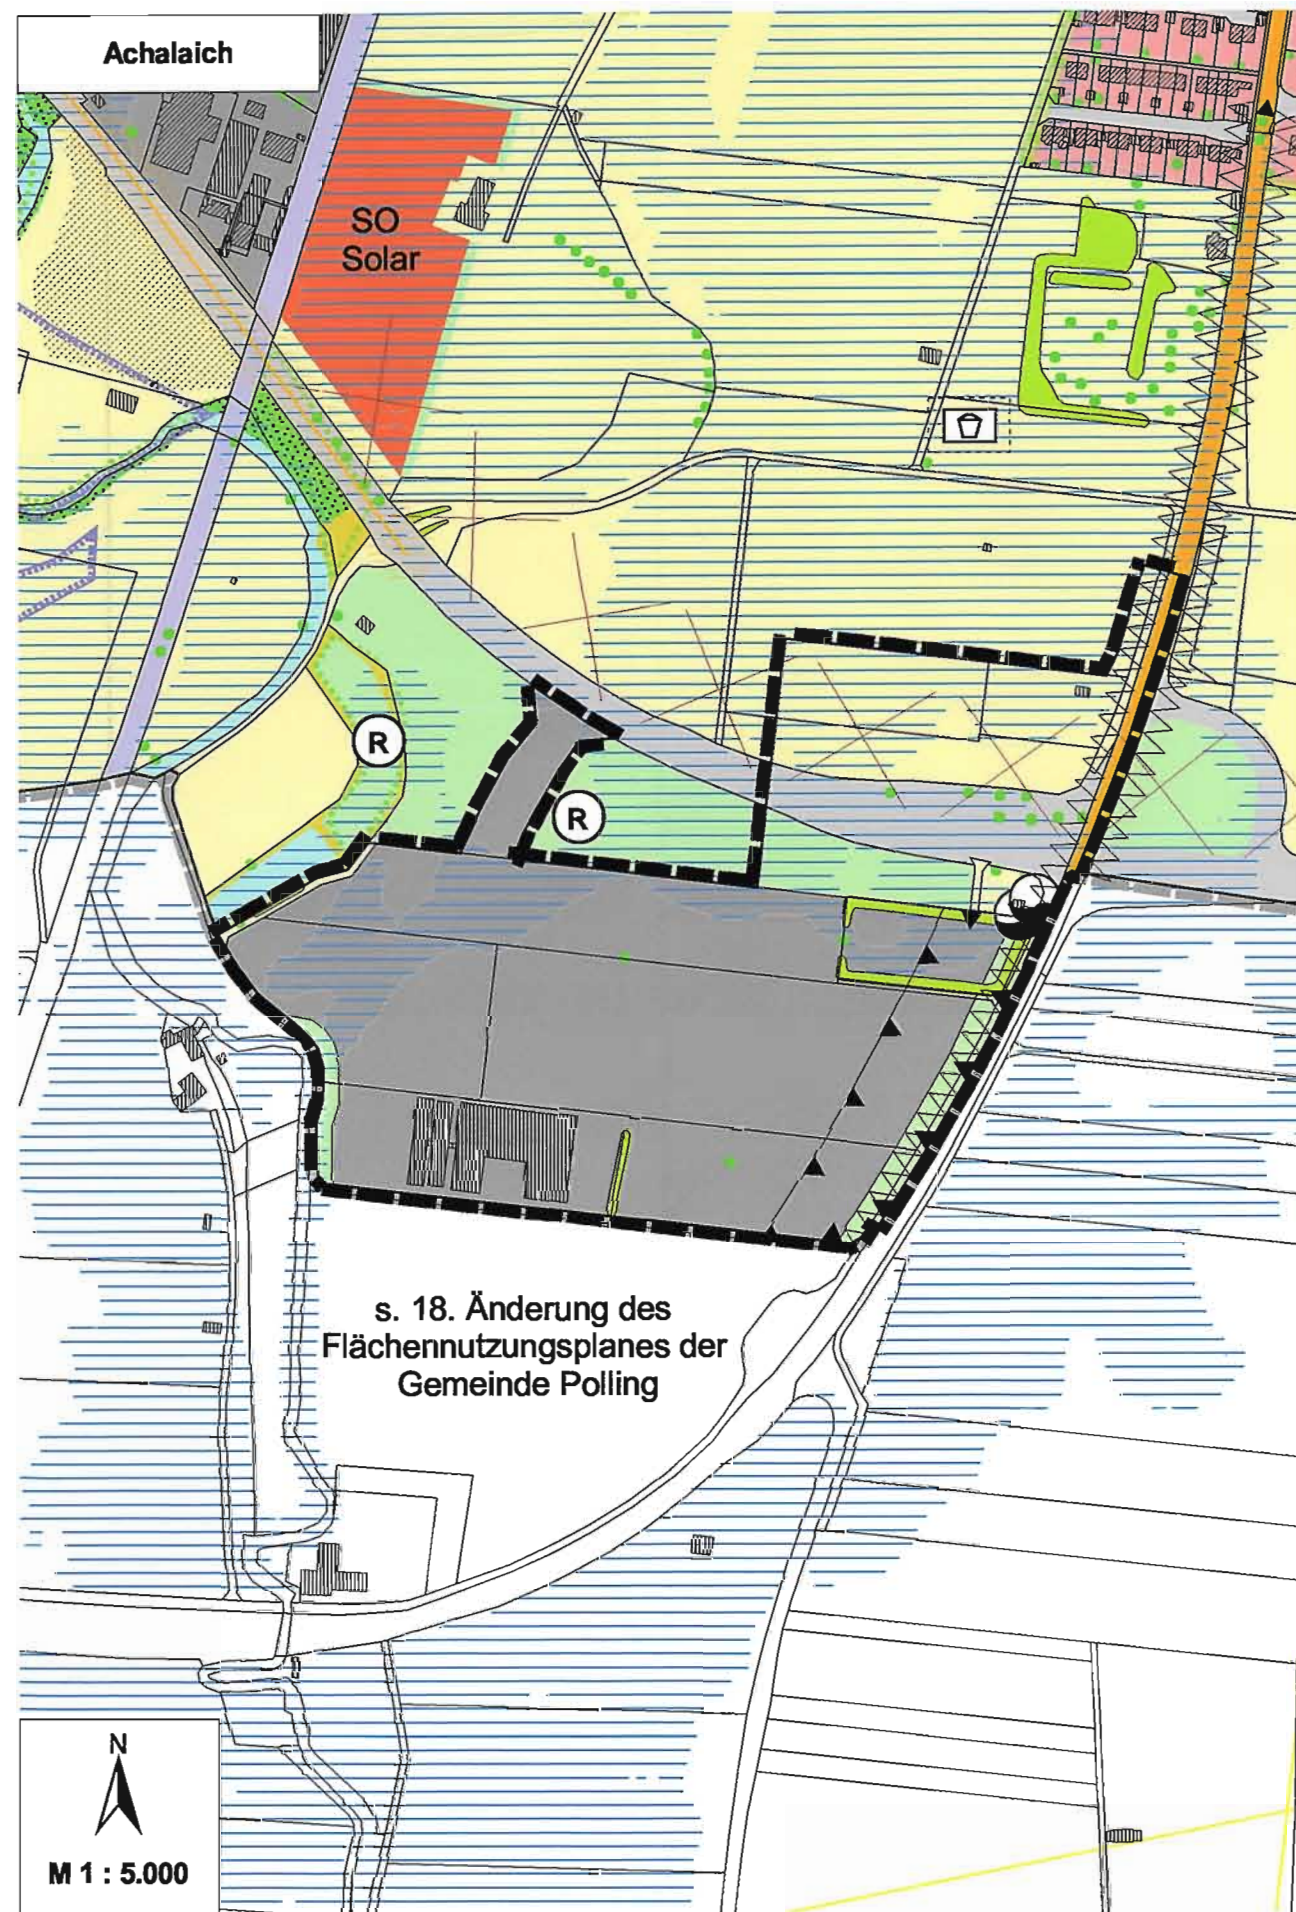 Achalaich
SO
Solar
R
R
s. 18. Änderung des
Flächennutzungsplanes der
Gemeinde Polling
N
M 1 : 5.000